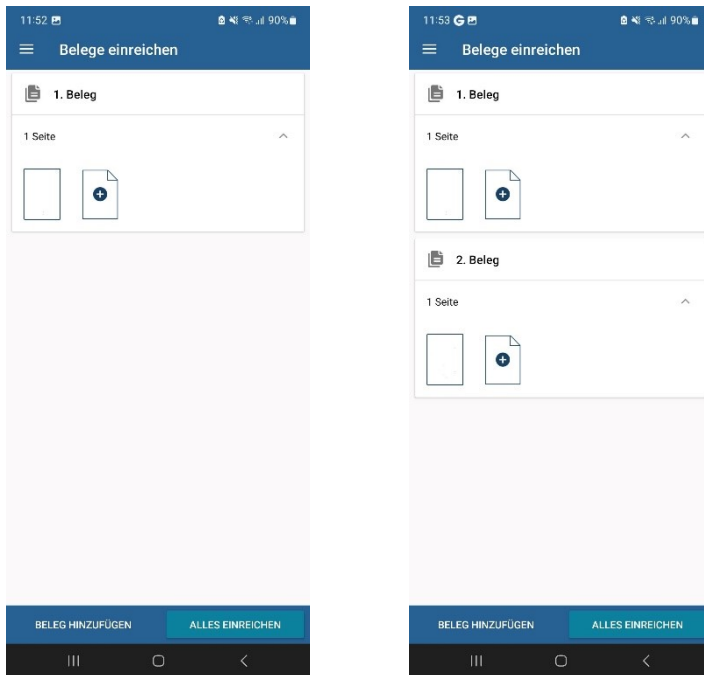 11:52
90%
Belege einreichen
1. Beleg
1 Seite
BELEG HINZUFÜGEN
ALLES EINREICHEN
11:53 G
90%
Belege einreichen
1. Beleg
1 Seite
2. Beleg
1 Seite
BELEG HINZUFÜGEN
ALLES EINREICHEN